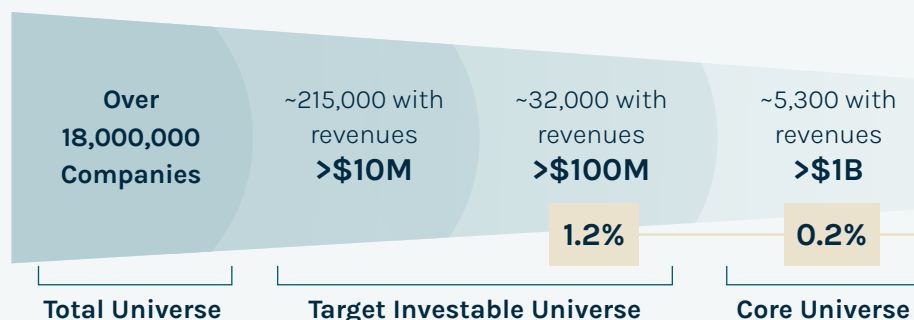 Over
18,000,000
Companies
~215,000 with
revenues
>$10M
~32,000 with
revenues
>$100M
~5,300 with
revenues
>$1B
1.2%
0.2%
Total Universe
Target Investable Universe
Core Universe